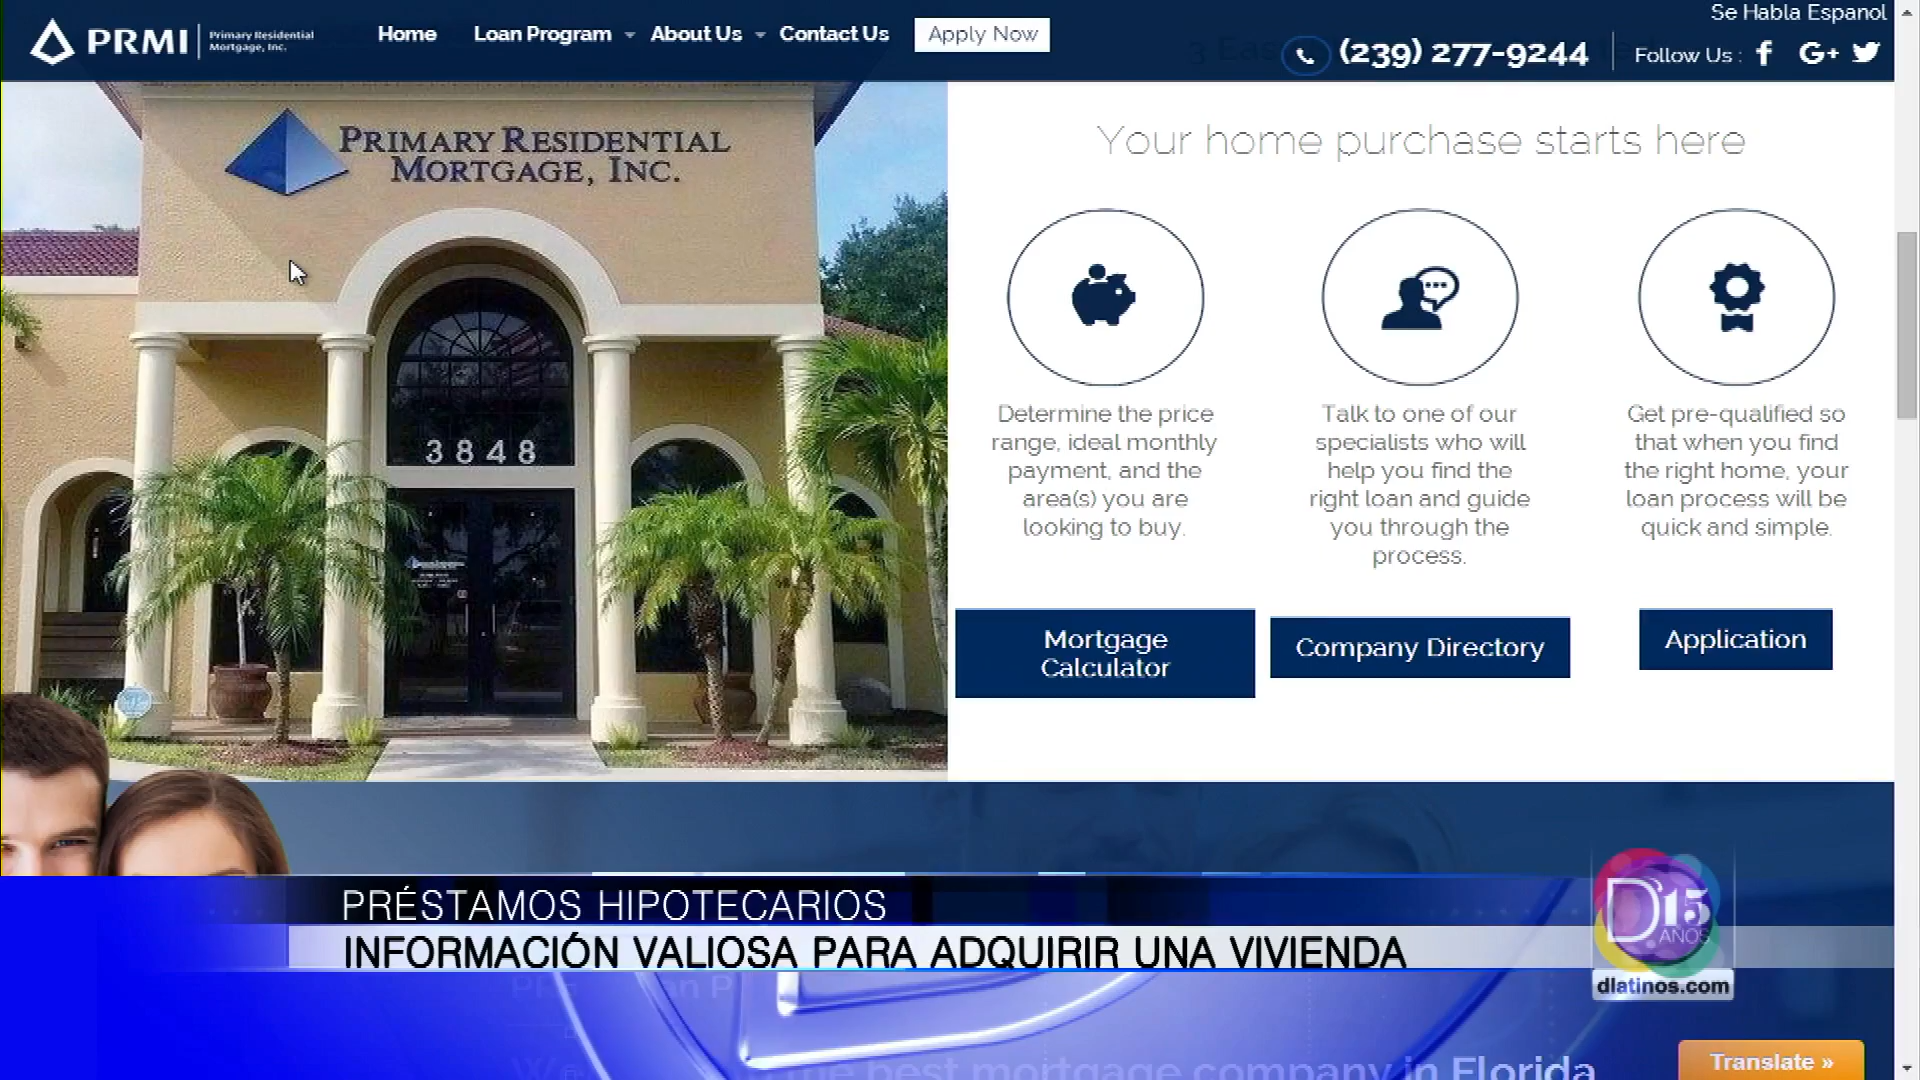 Se Habla Espanol
PRMI
Primary Residential
Mortgage, Inc.
Home
Loan Program
About Us
Contact Us
Apply Now
(239) 277-9244
Follow Us :
G+
PRIMARY RESIDENTIAL
MORTGAGE, INC.
3848
Your home purchase starts here
Determine the price
range, ideal monthly
payment, and the
area(s) you are
looking to buy.
Mortgage
Calculator
Talk to one of our
specialists who will
help you find the
right loan and guide
you through the
process.
Company Directory
Get pre-qualified so
that when you find
the right home, your
loan process will be
quick and simple.
Application
PRÉSTAMOS HIPOTECARIOS
INFORMACIÓN VALIOSA PARA ADQUIRIR UNA VIVIENDA
D 15
AÑOS
dlatinos.com
best mortgage company in Florida
Translate »